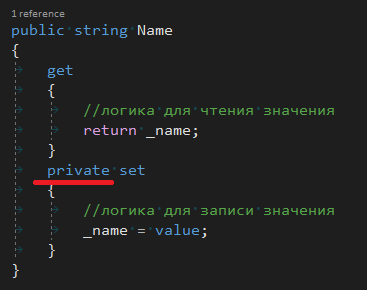 1 reference
public string Name
{
get
{
//логика для чтения значения
return _name;
}
private set
{
//логика для записи значения
_name = value;
}
}